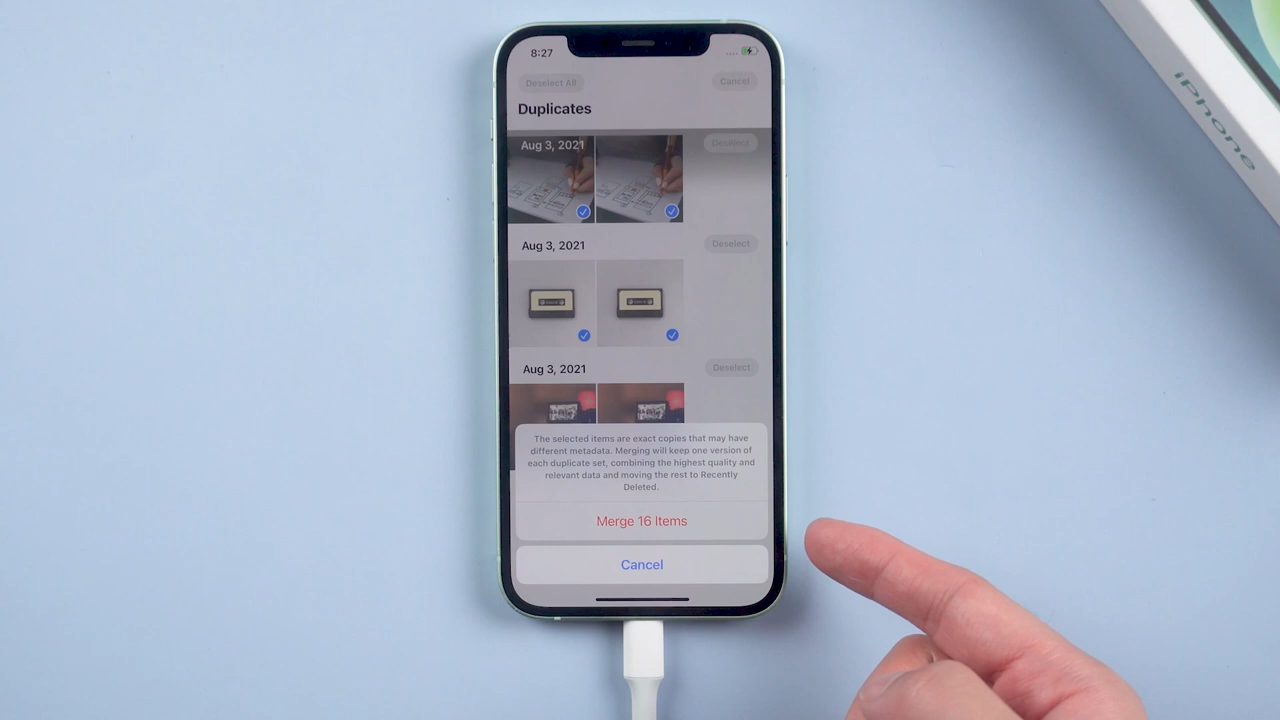 8:27
Deselect All
Cancel
Duplicates
Aug 3, 2021
Deselect
Aug 3, 2021
Deselect
Aug 3, 2021
Deselect
The selected items are exact copies that may have
different metadata. Merging will keep one version of
each duplicate set, combining the highest quality and
relevant data and moving the rest to Recently
Deleted.
Merge 16 Items
Cancel
iPhone